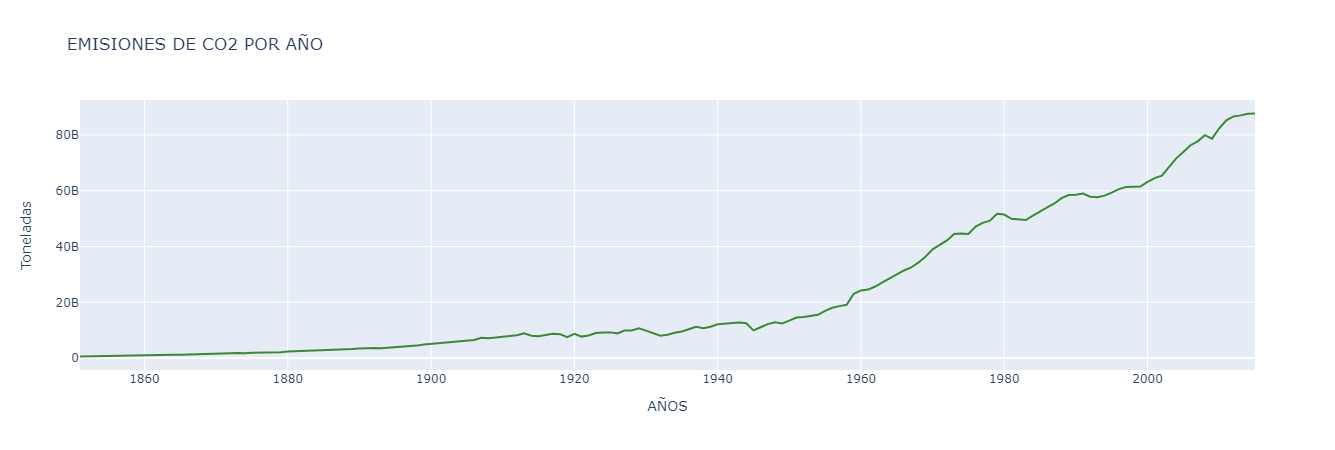 EMISIONES DE CO2 POR AÑO
Toneladas
80B
60B
40B
20B
0
1860 1880 1900 1920 1940 1960 1980 2000
AÑOS